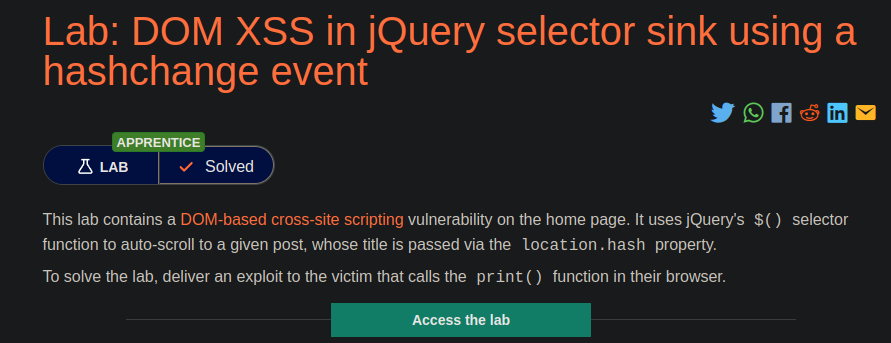 Lab: DOM XSS in jQuery selector sink using a
hashchange event
APPRENTICE
LAB
Solved
This lab contains a DOM-based cross-site scripting vulnerability on the home page. It uses jQuery's $() selector
function to auto-scroll to a given post, whose title is passed via the location.hash property.
To solve the lab, deliver an exploit to the victim that calls the print() function in their browser.
Access the lab